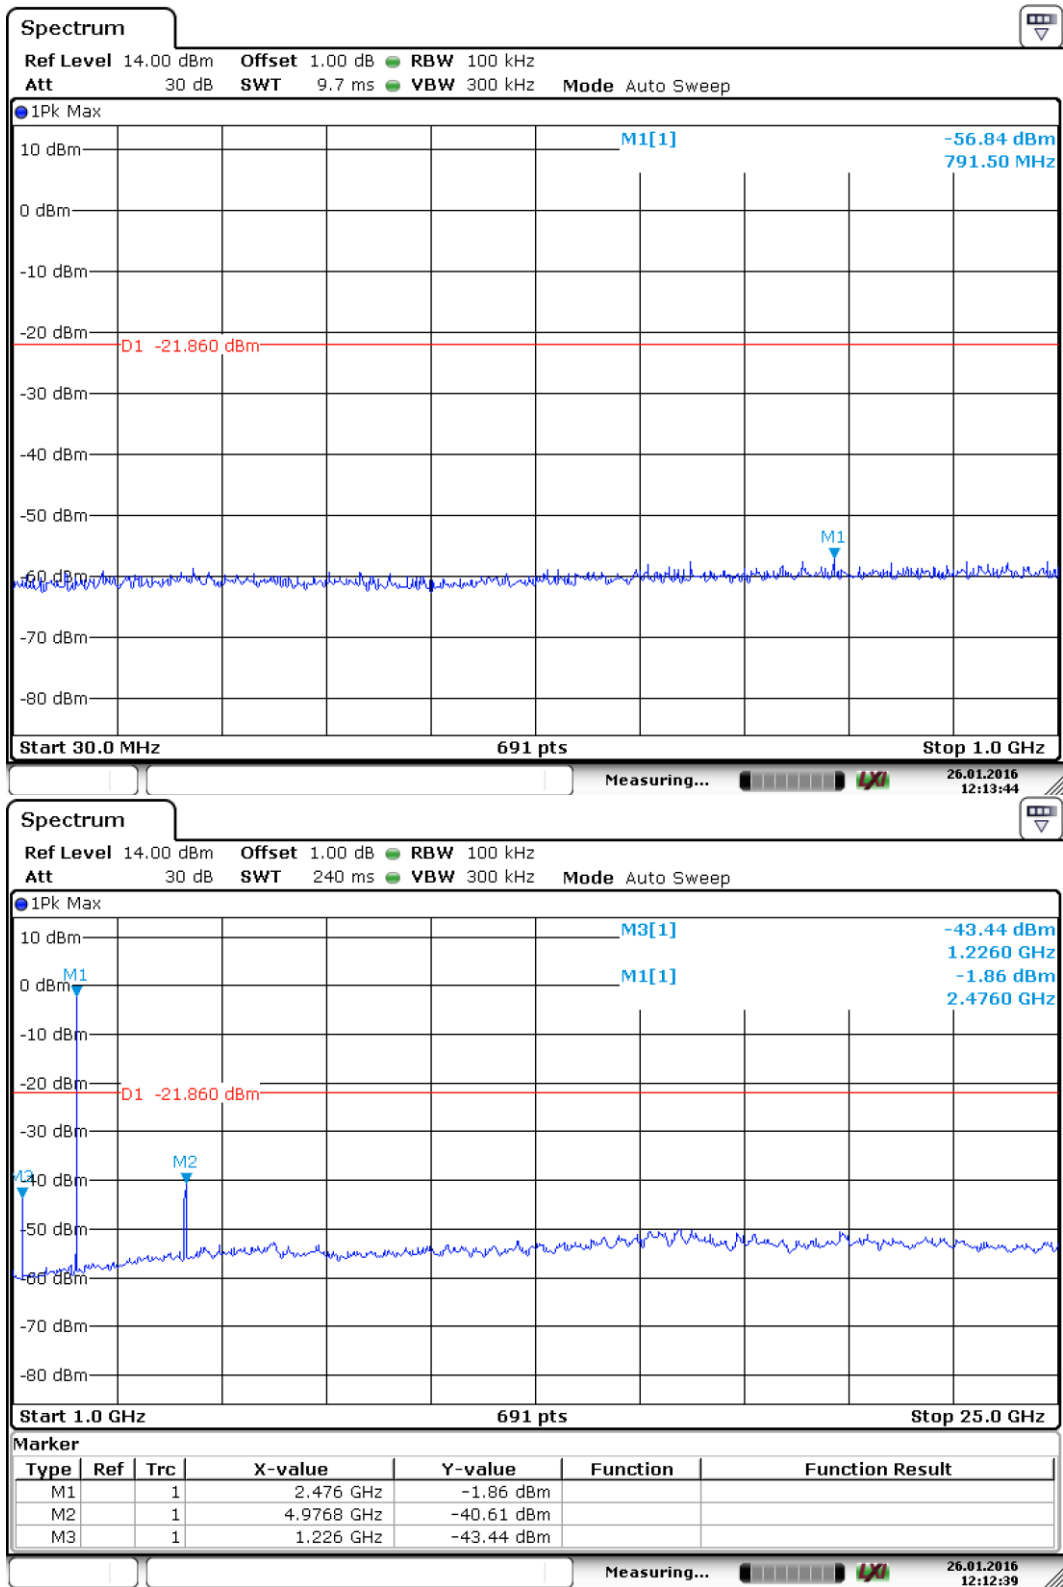 Spectrum
Ref Level 14.00 dBm Offset 1.00 dB RBW 100 kHz
Att 30 dB SWT 9.7 ms VBW 300 kHz Mode Auto Sweep
1Pk Max
M1[1] -56.84 dBm
791.50 MHz
10 dBm
0 dBm
-10 dBm
-20 dBm
D1 -21.860 dBm
-30 dBm
-40 dBm
-50 dBm
M1
-60 dBm
-70 dBm
-80 dBm
Start 30.0 MHz 691 pts Stop 1.0 GHz
Measuring... LXI 26.01.2016
12:13:44
Spectrum
Ref Level 14.00 dBm Offset 1.00 dB RBW 100 kHz
Att 30 dB SWT 240 ms VBW 300 kHz Mode Auto Sweep
1Pk Max
M3[1] -43.44 dBm
1.2260 GHz
M1[1] -1.86 dBm
2.4760 GHz
10 dBm
M1
0 dBm
-10 dBm
-20 dBm
D1 -21.860 dBm
-30 dBm
M2
M3
-40 dBm
-50 dBm
-60 dBm
-70 dBm
-80 dBm
Start 1.0 GHz 691 pts Stop 25.0 GHz
Marker
Type Ref Trc X-value Y-value Function Function Result
M1 1 2.476 GHz -1.86 dBm
M2 1 4.9768 GHz -40.61 dBm
M3 1 1.226 GHz -43.44 dBm
Measuring... LXI 26.01.2016
12:12:39